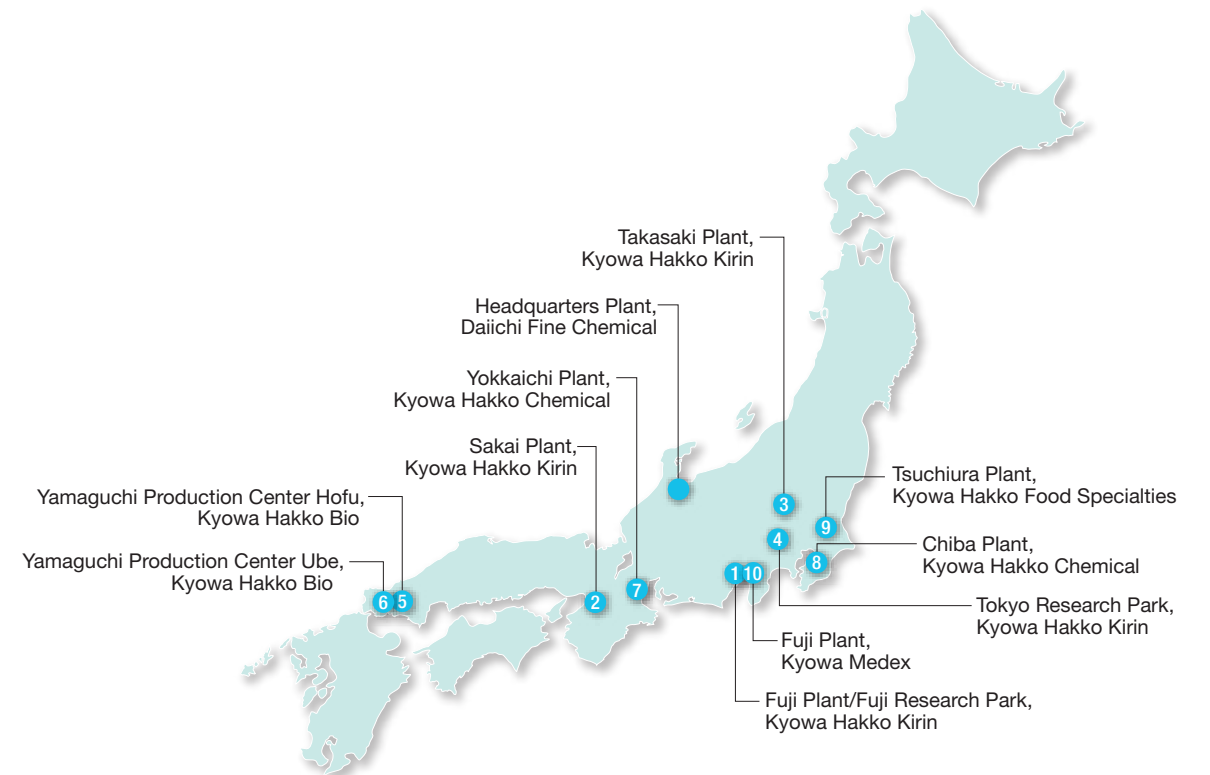 Takasaki Plant,
Kyowa Hakko Kirin
Headquarters Plant,
Daiichi Fine Chemical
Yokkaichi Plant,
Kyowa Hakko Chemical
Sakai Plant,
Kyowa Hakko Kirin
Yamaguchi Production Center Hofu,
Kyowa Hakko Bio
Yamaguchi Production Center Ube,
Kyowa Hakko Bio
Tsuchiura Plant,
Kyowa Hakko Food Specialties
Chiba Plant,
Kyowa Hakko Chemical
Tokyo Research Park,
Kyowa Hakko Kirin
Fuji Plant,
Kyowa Medex
Fuji Plant/Fuji Research Park,
Kyowa Hakko Kirin
3
9
4
8
1
10
7
2
6
5